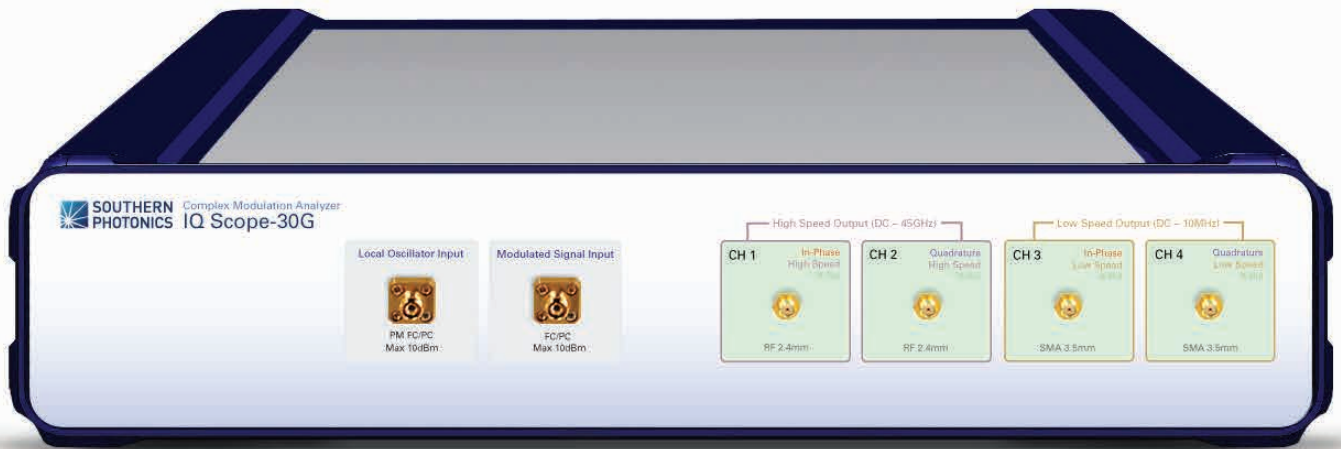 SOUTHERN
PHOTONICS
Complex Modulation Analyzer
IQ Scope-30G
Local Oscillator Input
PM FC/PC
Max 10dBm
Modulated Signal Input
FC/PC
Max 10dBm
High Speed Output (DC – 45GHz)
CH 1
In-Phase
High Speed
RF 2.4mm
CH 2
Quadrature
High Speed
RF 2.4mm
Low Speed Output (DC – 10MHz)
CH 3
In-Phase
Low Speed
SMA 3.5mm
CH 4
Quadrature
Low Speed
SMA 3.5mm